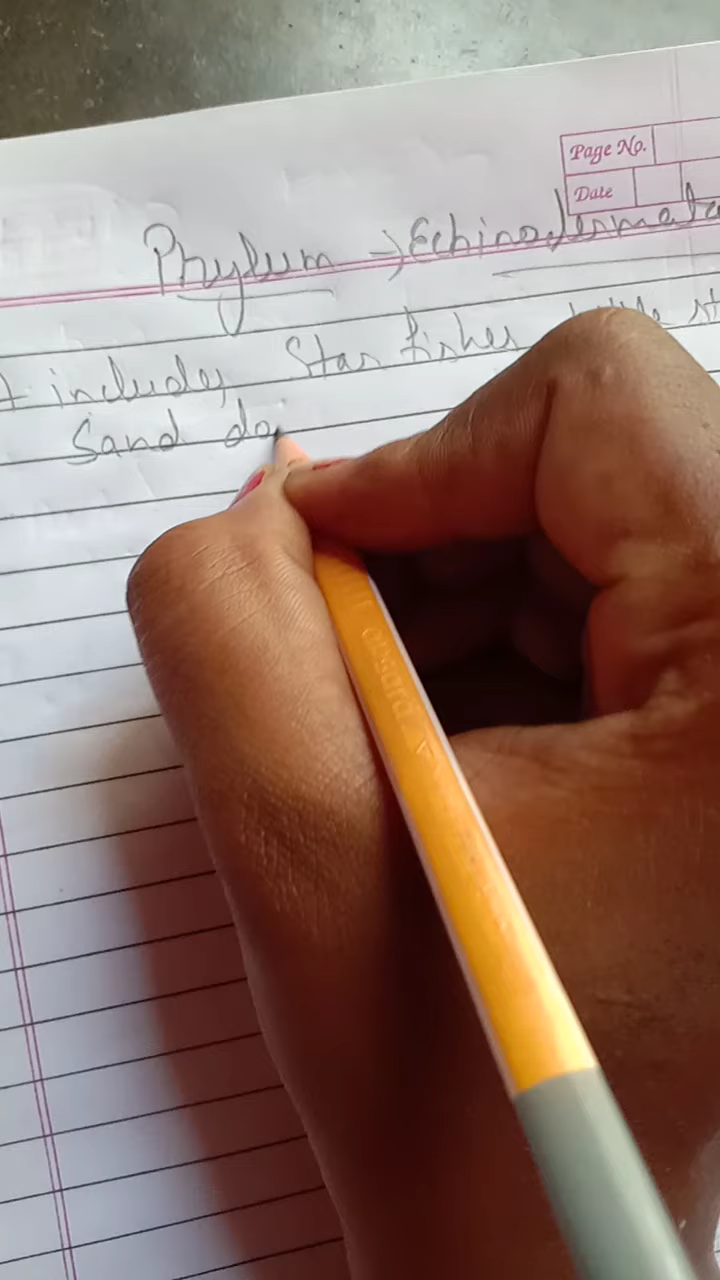 Page No.
Date
Phylum → Echinodermata
includes Star fishes
Sand do